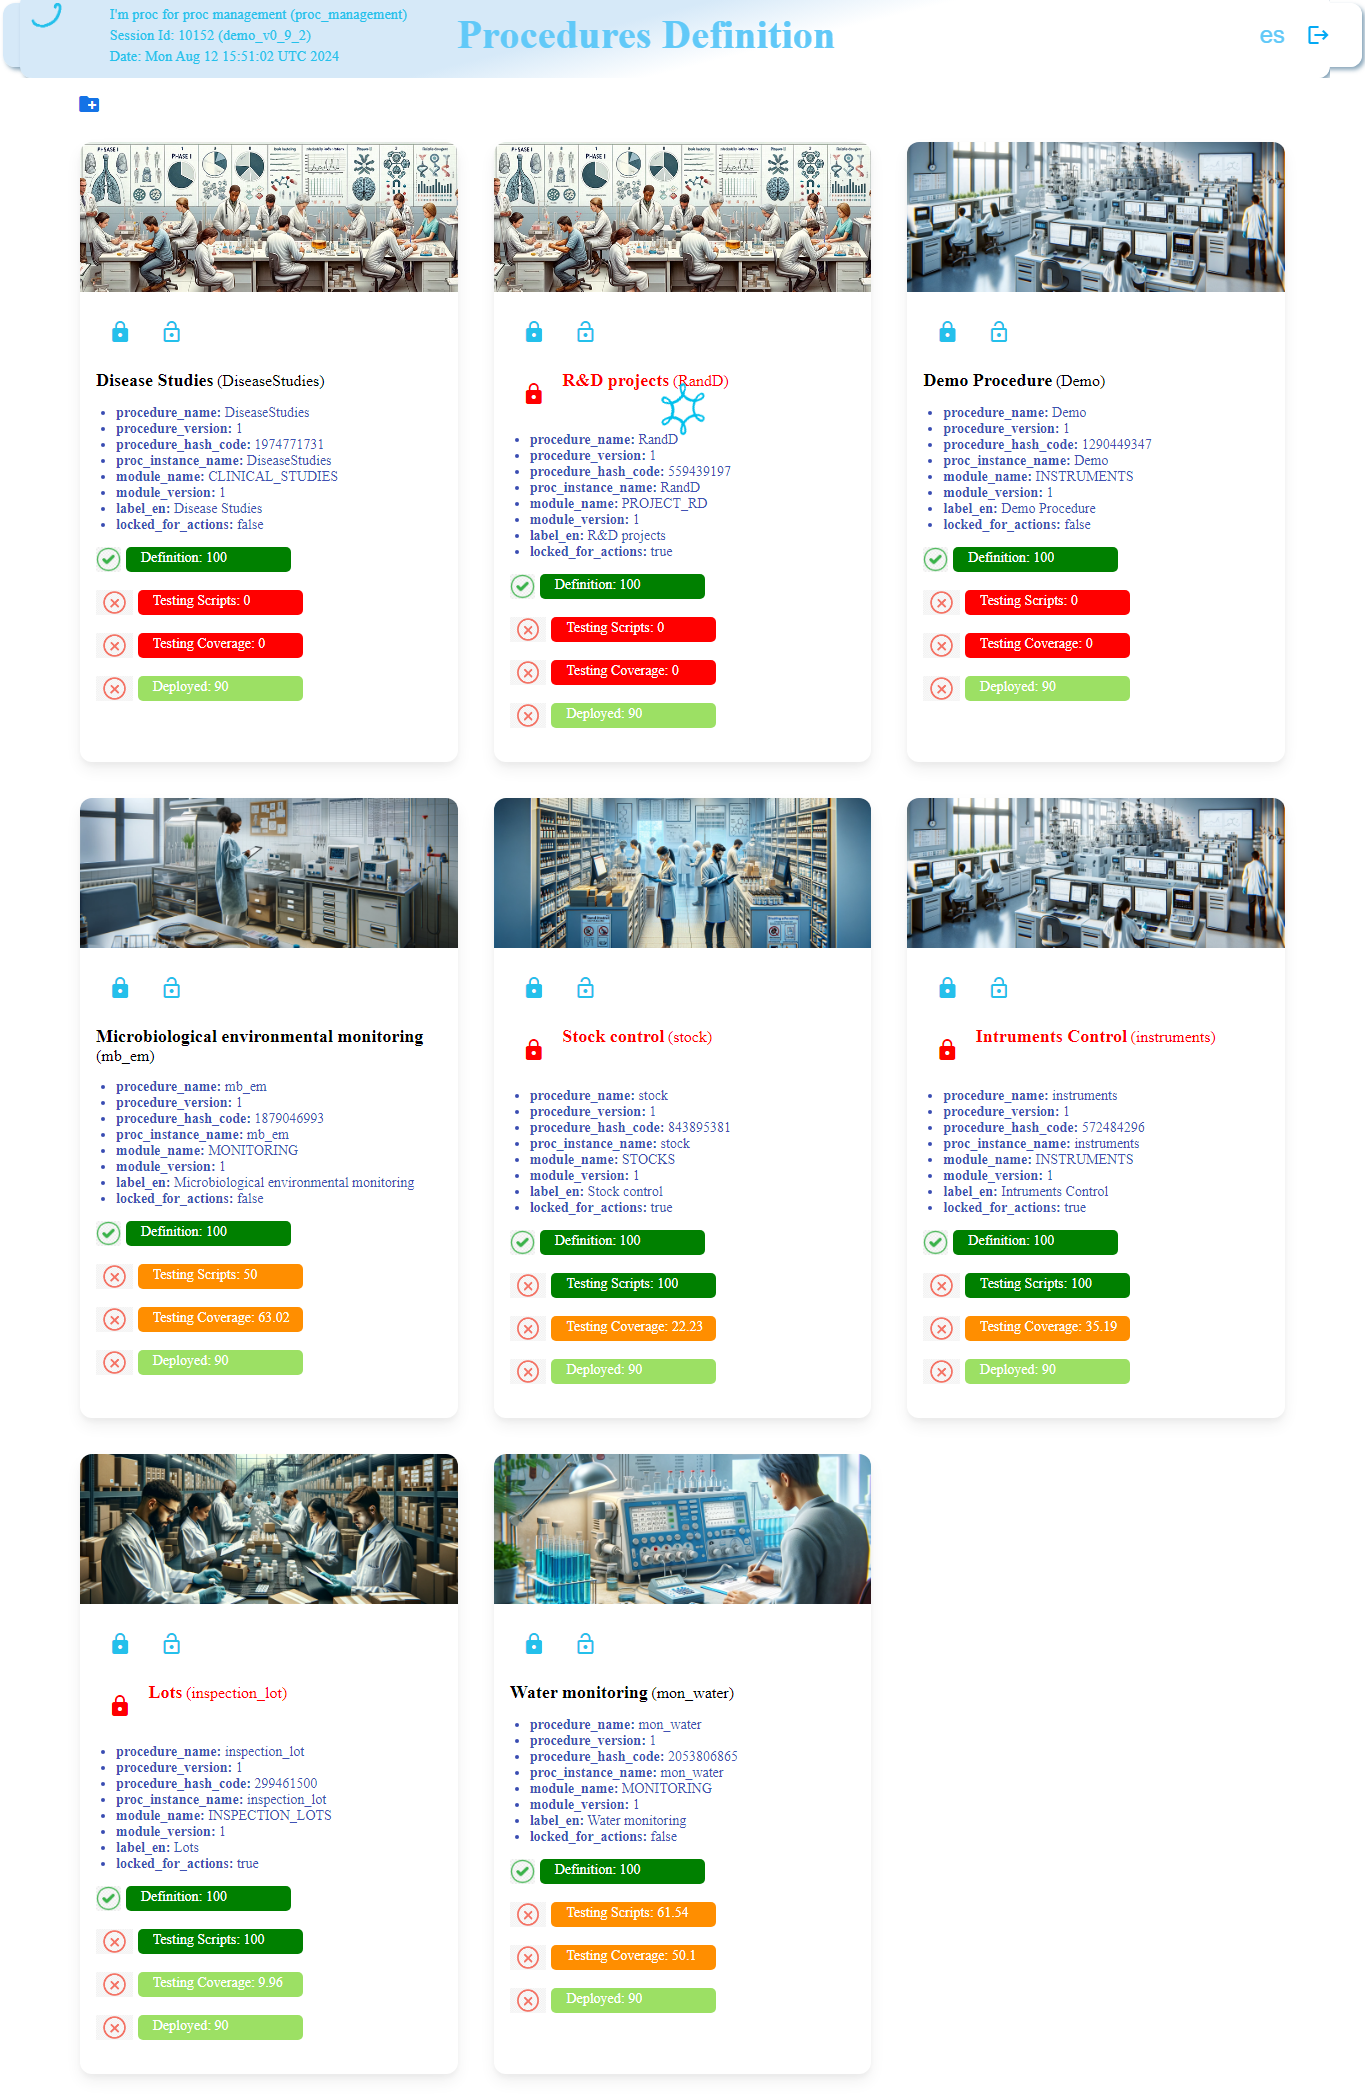 I'm proc for proc management (proc_management)
Session Id: 10152 (demo_v0_9_2)
Date: Mon Aug 12 15:51:02 UTC 2024
Procedures Definition
es
Disease Studies (DiseaseStudies)
procedure_name: DiseaseStudies
procedure_version: 1
procedure_hash_code: 1974771731
proc_instance_name: DiseaseStudies
module_name: CLINICAL_STUDIES
module_version: 1
label_en: Disease Studies
locked_for_actions: false
Definition: 100
Testing Scripts: 0
Testing Coverage: 0
Deployed: 90
R&D projects (RandD)
procedure_name: RandD
procedure_version: 1
procedure_hash_code: 559439197
proc_instance_name: RandD
module_name: PROJECT_RD
module_version: 1
label_en: R&D projects
locked_for_actions: true
Definition: 100
Testing Scripts: 0
Testing Coverage: 0
Deployed: 90
Demo Procedure (Demo)
procedure_name: Demo
procedure_version: 1
procedure_hash_code: 1290449347
proc_instance_name: Demo
module_name: INSTRUMENTS
module_version: 1
label_en: Demo Procedure
locked_for_actions: false
Definition: 100
Testing Scripts: 0
Testing Coverage: 0
Deployed: 90
Microbiological environmental monitoring
(mb_em)
procedure_name: mb_em
procedure_version: 1
procedure_hash_code: 1879046993
proc_instance_name: mb_em
module_name: MONITORING
module_version: 1
label_en: Microbiological environmental monitoring
locked_for_actions: false
Definition: 100
Testing Scripts: 50
Testing Coverage: 63.02
Deployed: 90
Stock control (stock)
procedure_name: stock
procedure_version: 1
procedure_hash_code: 843895381
proc_instance_name: stock
module_name: STOCKS
module_version: 1
label_en: Stock control
locked_for_actions: true
Definition: 100
Testing Scripts: 100
Testing Coverage: 22.23
Deployed: 90
Intruments Control (instruments)
procedure_name: instruments
procedure_version: 1
procedure_hash_code: 572484296
proc_instance_name: instruments
module_name: INSTRUMENTS
module_version: 1
label_en: Intruments Control
locked_for_actions: true
Definition: 100
Testing Scripts: 100
Testing Coverage: 35.19
Deployed: 90
Lots (inspection_lot)
procedure_name: inspection_lot
procedure_version: 1
procedure_hash_code: 299461500
proc_instance_name: inspection_lot
module_name: INSPECTION_LOTS
module_version: 1
label_en: Lots
locked_for_actions: true
Definition: 100
Testing Scripts: 100
Testing Coverage: 9.96
Deployed: 90
Water monitoring (mon_water)
procedure_name: mon_water
procedure_version: 1
procedure_hash_code: 2053806865
proc_instance_name: mon_water
module_name: MONITORING
module_version: 1
label_en: Water monitoring
locked_for_actions: false
Definition: 100
Testing Scripts: 61.54
Testing Coverage: 50.1
Deployed: 90